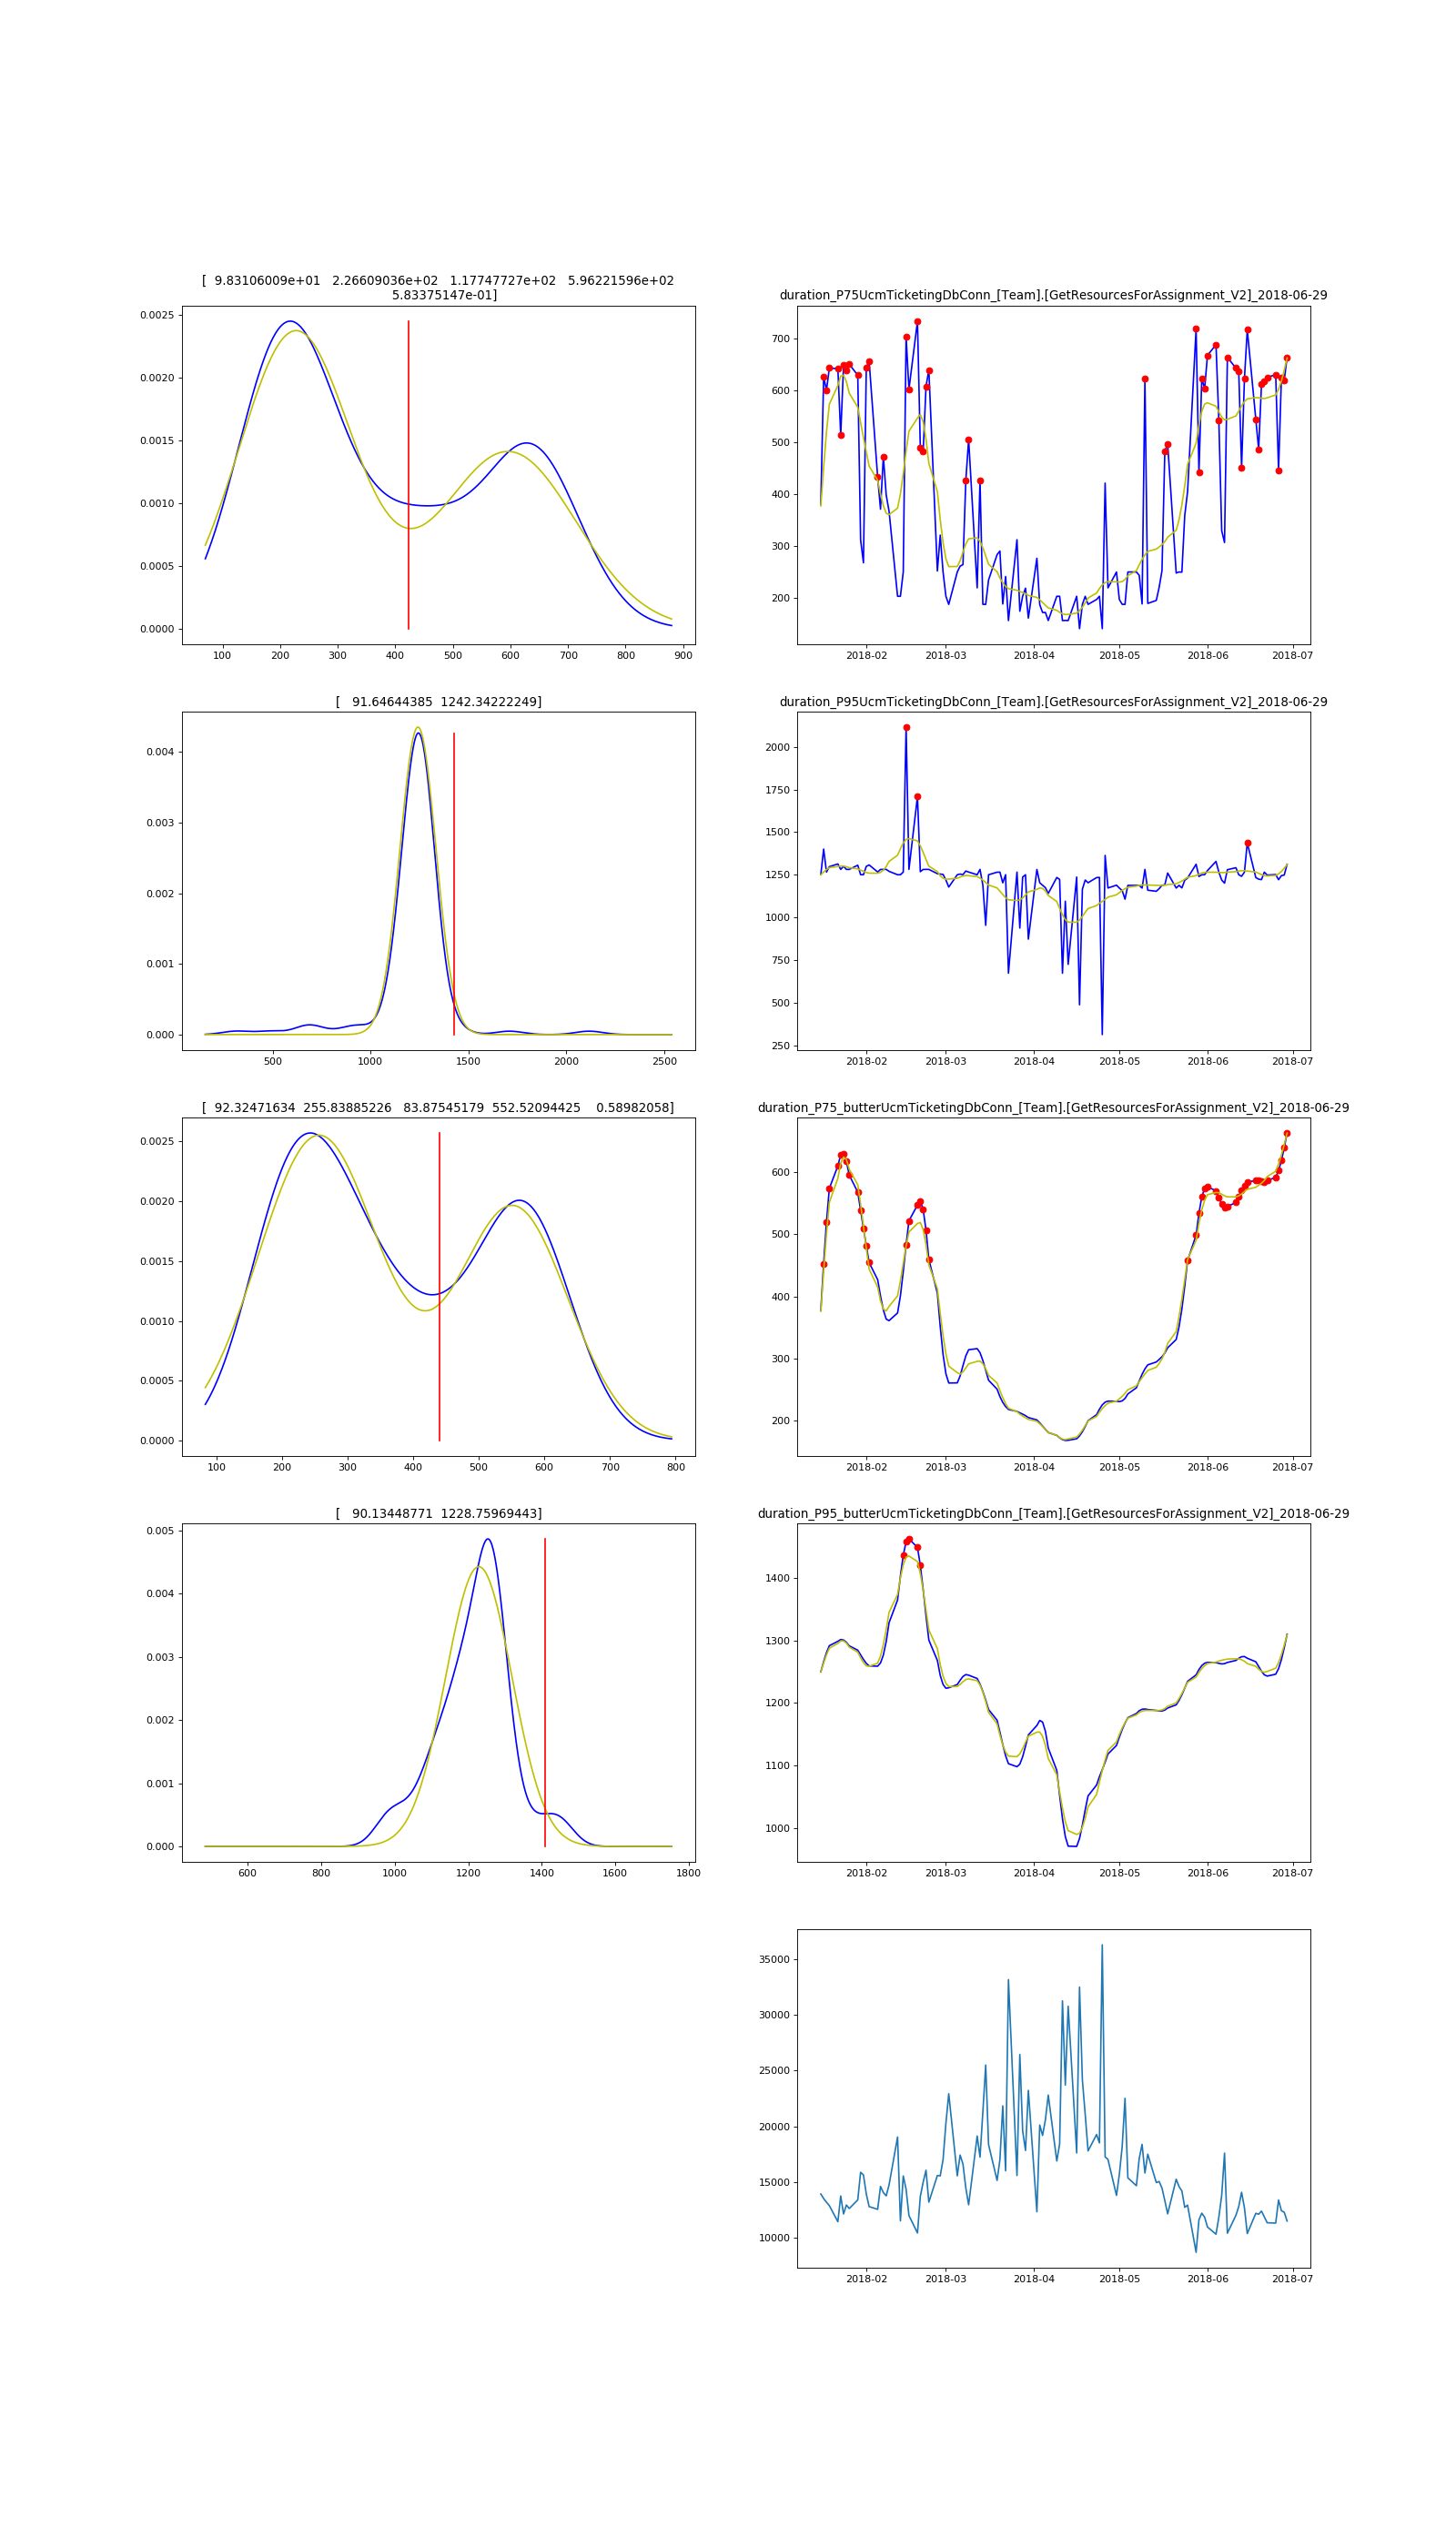 [  9.83106009e+01   2.26609036e+02   1.17747727e+02   5.96221596e+02
5.83375147e-01]
0.0025
0.0020
0.0015
0.0010
0.0005
0.0000
100 200 300 400 500 600 700 800 900
duration_P75UcmTicketingDbConn_[Team].[GetResourcesForAssignment_V2]_2018-06-29
700
600
500
400
300
200
2018-02 2018-03 2018-04 2018-05 2018-06 2018-07
[   91.64644385  1242.34222249]
0.004
0.003
0.002
0.001
0.000
500 1000 1500 2000 2500
duration_P95UcmTicketingDbConn_[Team].[GetResourcesForAssignment_V2]_2018-06-29
2000
1750
1500
1250
1000
750
500
250
2018-02 2018-03 2018-04 2018-05 2018-06 2018-07
[  92.32471634  255.83885226   83.87545179  552.52094425    0.58982058]
0.0025
0.0020
0.0015
0.0010
0.0005
0.0000
100 200 300 400 500 600 700 800
duration_P75_butterUcmTicketingDbConn_[Team].[GetResourcesForAssignment_V2]_2018-06-29
600
500
400
300
200
2018-02 2018-03 2018-04 2018-05 2018-06 2018-07
[   90.13448771  1228.75969443]
0.005
0.004
0.003
0.002
0.001
0.000
600 800 1000 1200 1400 1600 1800
duration_P95_butterUcmTicketingDbConn_[Team].[GetResourcesForAssignment_V2]_2018-06-29
1400
1300
1200
1100
1000
2018-02 2018-03 2018-04 2018-05 2018-06 2018-07
35000
30000
25000
20000
15000
10000
2018-02 2018-03 2018-04 2018-05 2018-06 2018-07